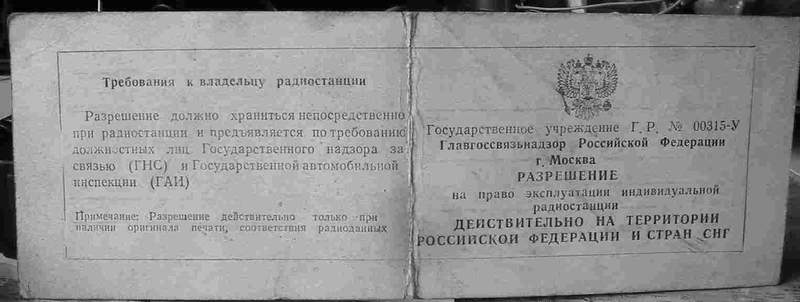 Требования к владельцу радиостанции
Разрешение должно храниться непосредственно
при радиостанции и предъявляется по требованию
должностных лиц Государственного надзора за
связью (ГНС) и Государственной автомобильной
инспекции (ГАИ)
Примечание: Разрешение действительно только при
наличии оригинала печати, соответствия радиоданных
Государственное учреждение Г. Р. № 00315-У
Главгоссвязьнадзор Российской Федерации
г. Москва
РАЗРЕШЕНИЕ
на право эксплуатации индивидуальной
радиостанции
ДЕЙСТВИТЕЛЬНО НА ТЕРРИТОРИИ
РОССИЙСКОЙ ФЕДЕРАЦИИ И СТРАН СНГ